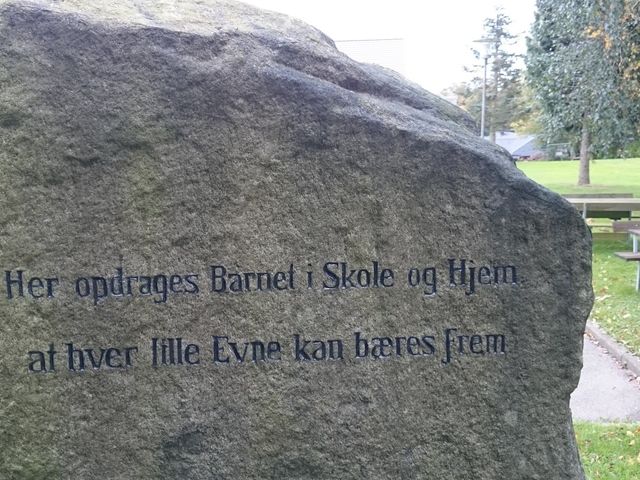 Her opdrages Barnet i Skole og Hjem
at hver lille Evne kan bæres frem